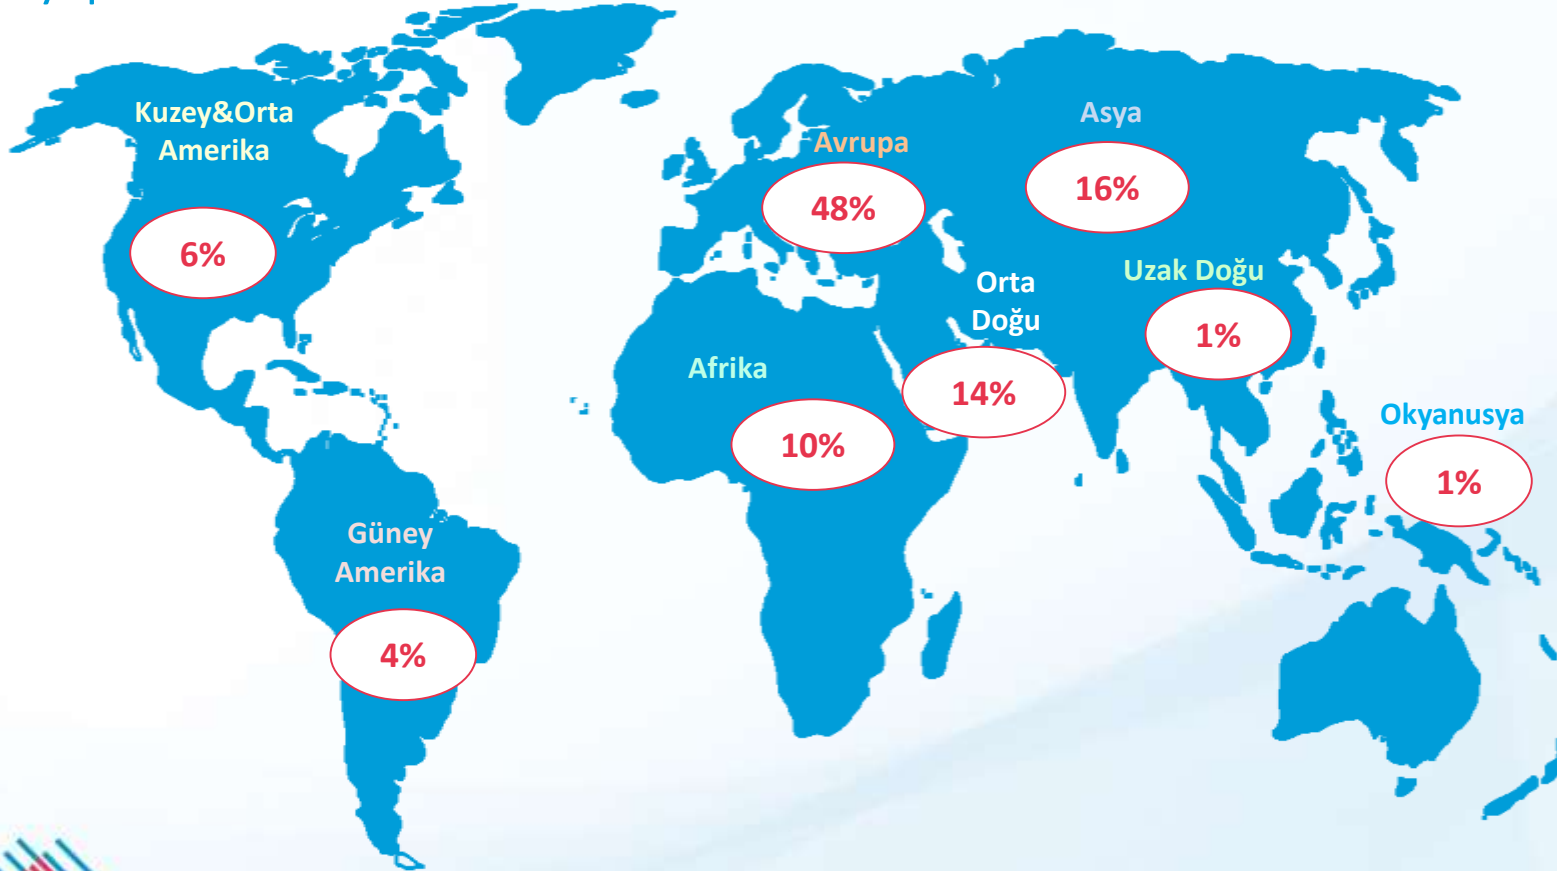 Kuzey&Orta
Amerika
6%
Güney
Amerika
4%
Avrupa
48%
Afrika
10%
Orta
Doğu
14%
Asya
16%
Uzak Doğu
1%
Okyanusya
1%